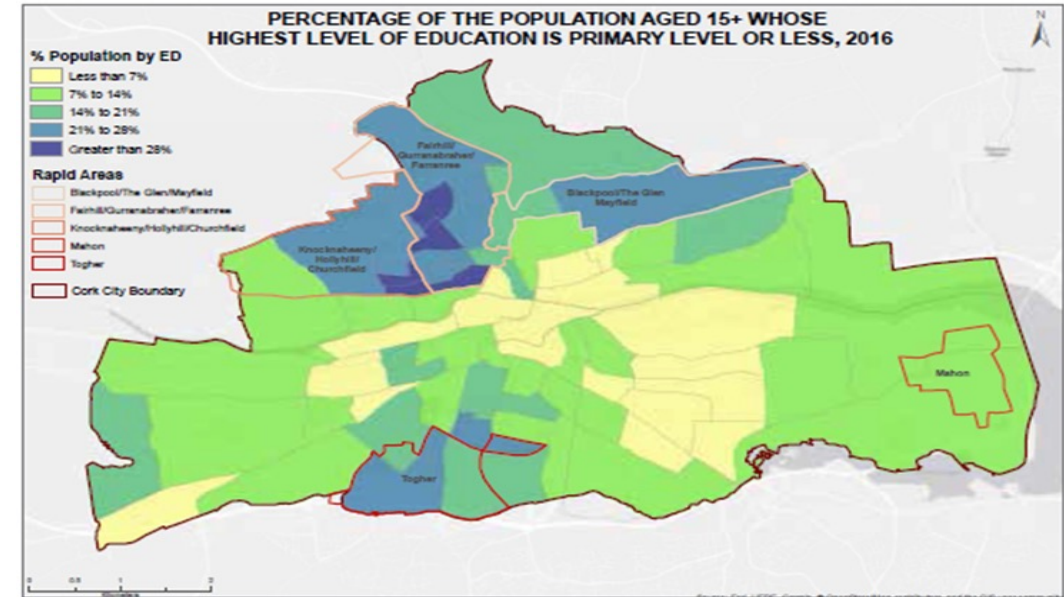 PERCENTAGE OF THE POPULATION AGED 15+ WHOSE
HIGHEST LEVEL OF EDUCATION IS PRIMARY LEVEL OR LESS, 2016
N
% Population by ED
Less than 7%
7% to 14%
14% to 21%
21% to 28%
Greater than 28%
Rapid Areas
Blackpool/The Glen/Mayfield
Fairhill/Gurranabraher/Farranree
Knocknaheeny/Hollyhill/Churchfield
Mahon
Togher
Cork City Boundary
Fairhill/
Gurranabraher/
Farranree
Blackpool/The Glen
Mayfield
Knocknaheeny/
Hollyhill/
Churchfield
Mahon
Togher
0 0.5 1 2
Kilometers